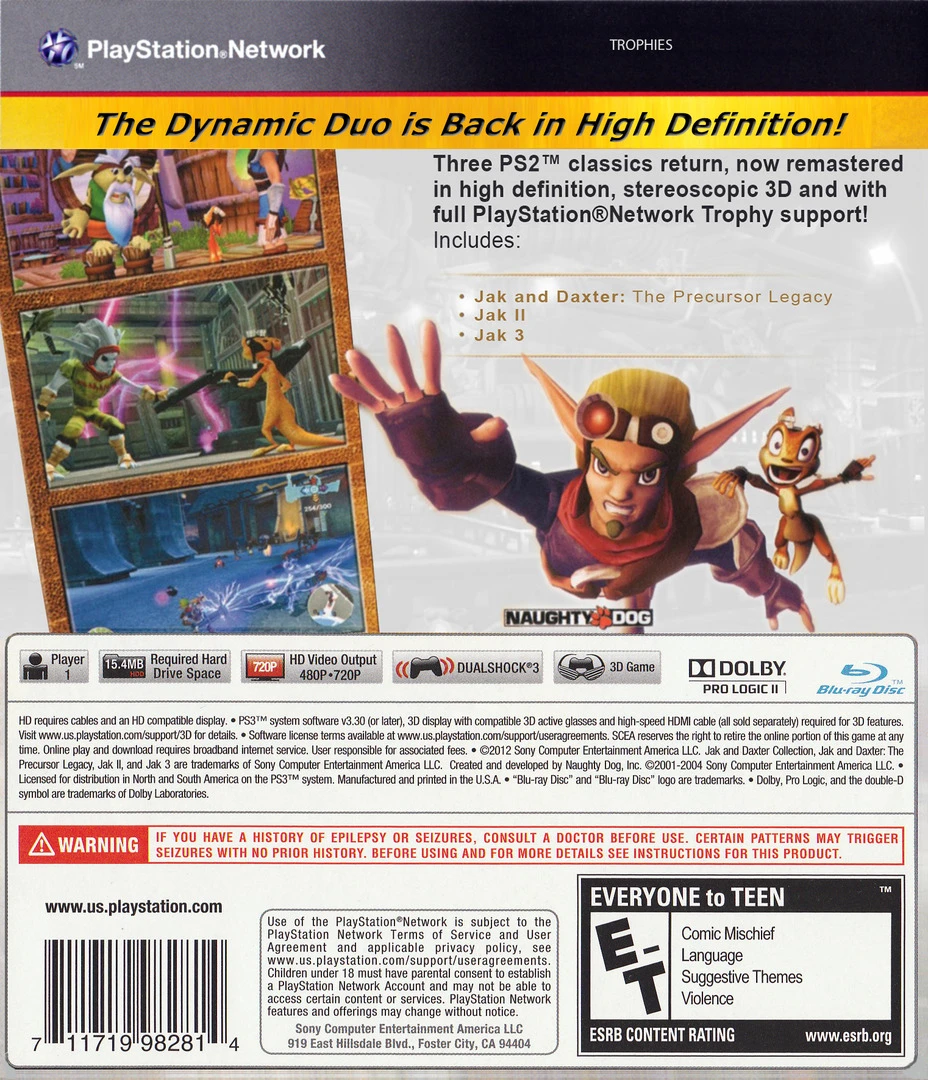 PlayStation®Network
SM
TROPHIES
The Dynamic Duo is Back in High Definition!
Three PS2™ classics return, now remastered
in high definition, stereoscopic 3D and with
full PlayStation®Network Trophy support!
Includes:
• Jak and Daxter: The Precursor Legacy
• Jak II
• Jak 3
254/300
NAUGHTY DOG
Player
1
15.4MB
HDD
Required Hard
Drive Space
720P
HD Video Output
480P•720P
DUALSHOCK®3
3D Game
DOLBY.
PRO LOGIC II
Blu-ray Disc™
HD requires cables and an HD compatible display. • PS3™ system software v3.30 (or later), 3D display with compatible 3D active glasses and high-speed HDMI cable (all sold separately) required for 3D features.
Visit www.us.playstation.com/support/3D for details. • Software license terms available at www.us.playstation.com/support/useragreements. SCEA reserves the right to retire the online portion of this game at any
time. Online play and download requires broadband internet service. User responsible for associated fees. • ©2012 Sony Computer Entertainment America LLC. Jak and Daxter Collection, Jak and Daxter: The
Precursor Legacy, Jak II, and Jak 3 are trademarks of Sony Computer Entertainment America LLC. Created and developed by Naughty Dog, Inc. ©2001-2004 Sony Computer Entertainment America LLC. •
Licensed for distribution in North and South America on the PS3™ system. Manufactured and printed in the U.S.A. • “Blu-ray Disc” and “Blu-ray Disc” logo are trademarks. • Dolby, Pro Logic, and the double-D
symbol are trademarks of Dolby Laboratories.
WARNING
IF YOU HAVE A HISTORY OF EPILEPSY OR SEIZURES, CONSULT A DOCTOR BEFORE USE. CERTAIN PATTERNS MAY TRIGGER
SEIZURES WITH NO PRIOR HISTORY. BEFORE USING AND FOR MORE DETAILS SEE INSTRUCTIONS FOR THIS PRODUCT.
www.us.playstation.com
7 11719 98281 4
Use of the PlayStation®Network is subject to the
PlayStation Network Terms of Service and User
Agreement and applicable privacy policy, see
www.us.playstation.com/support/useragreements.
Children under 18 must have parental consent to establish
a PlayStation Network Account and may not be able to
access certain content or services. PlayStation Network
features and offerings may change without notice.
Sony Computer Entertainment America LLC
919 East Hillsdale Blvd., Foster City, CA 94404
EVERYONE to TEEN ™
E-T
Comic Mischief
Language
Suggestive Themes
Violence
ESRB CONTENT RATING www.esrb.org